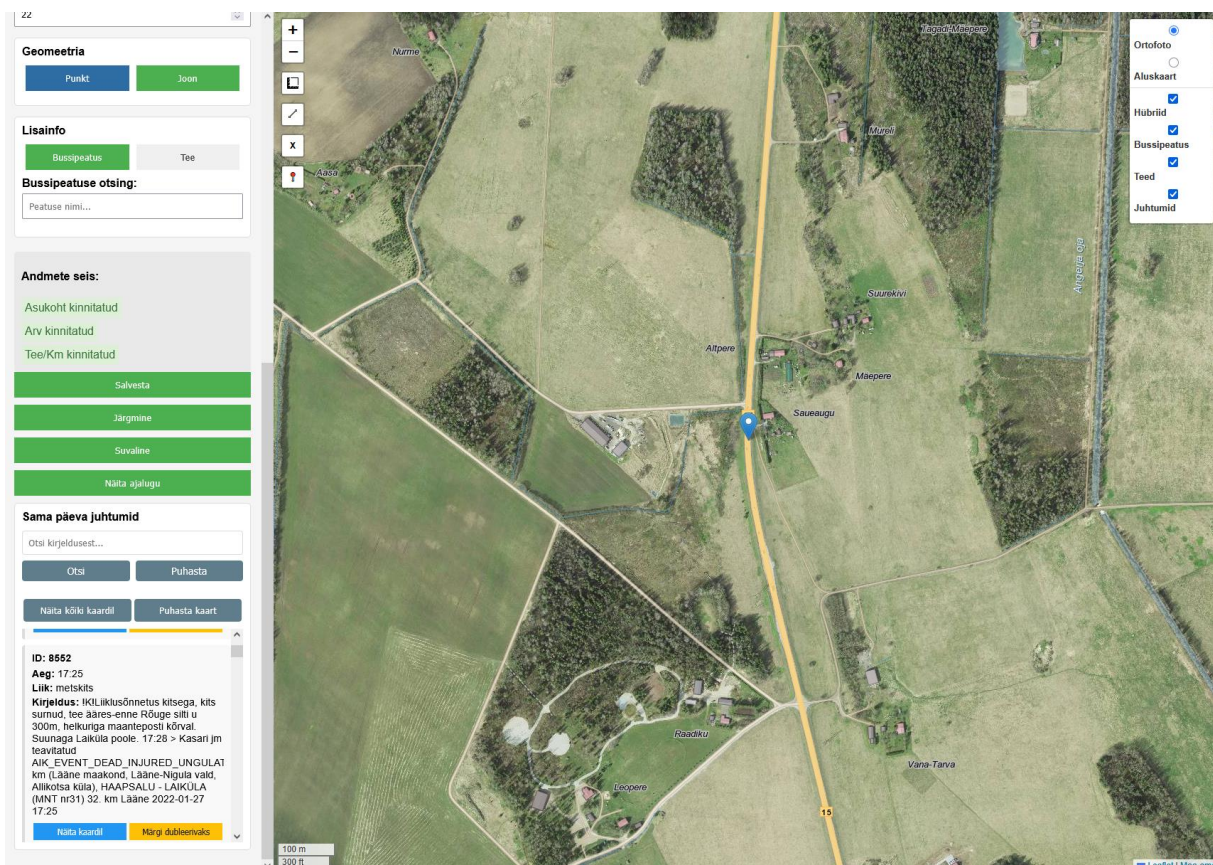 22
Geomeetria
Punkt
Joon
Lisainfo
Bussipeatus
Tee
Bussipeatuse otsing:
Peatuse nimi...
Andmete seis:
Asukoht kinnitatud
Arv kinnitatud
Tee/Km kinnitatud
Salvesta
Järgmine
Suvaline
Näita ajalugu
Sama päeva juhtumid
Otsi kirjeldusest...
Otsi
Puhasta
Näita kõiki kaardil
Puhasta kaart
ID: 8552
Aeg: 17:25
Liik: metskits
Kirjeldus: !K!Liiklusõnnetus kitsega, kits
surnud, tee ääres-enne Rõuge silti u
300m, helkuriga maanteposti kõrval.
Suunaga Laiküla poole. 17:28 > Kasari jm
teavitatud
AIK_EVENT_DEAD_INJURED_UNGULAT
km (Lääne maakond, Lääne-Nigula vald,
Allikotsa küla), HAAPSALU - LAIKÜLA
(MNT nr31) 32. km Lääne 2022-01-27
17:25
Näita kaardil
Märgi dubleerivaks
+
−
x
Nurme
Tagadi-Mäepere
Aasa
Mureli
Angerja oja
Suurekivi
Altpere
Mäepere
Saueaugu
Raadiku
Vana-Tarva
Leopere
15
100 m
300 ft
Ortofoto
Aluskaart
Hübriid
Bussipeatus
Teed
Juhtumid